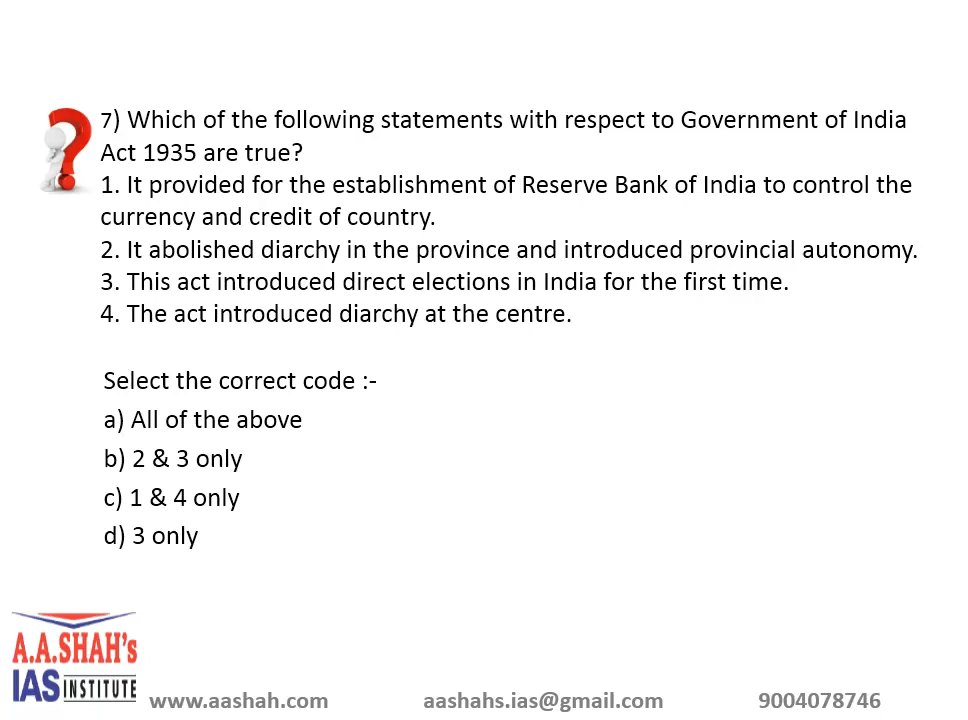 7) Which of the following statements with respect to Government of India
Act 1935 are true?
1. It provided for the establishment of Reserve Bank of India to control the
currency and credit of country.
2. It abolished diarchy in the province and introduced provincial autonomy.
3. This act introduced direct elections in India for the first time.
4. The act introduced diarchy at the centre.
Select the correct code :-
a) All of the above
b) 2 & 3 only
c) 1 & 4 only
d) 3 only
A.A.SHAH's
IAS INSTITUTE
www.aashah.com aashahs.ias@gmail.com 9004078746